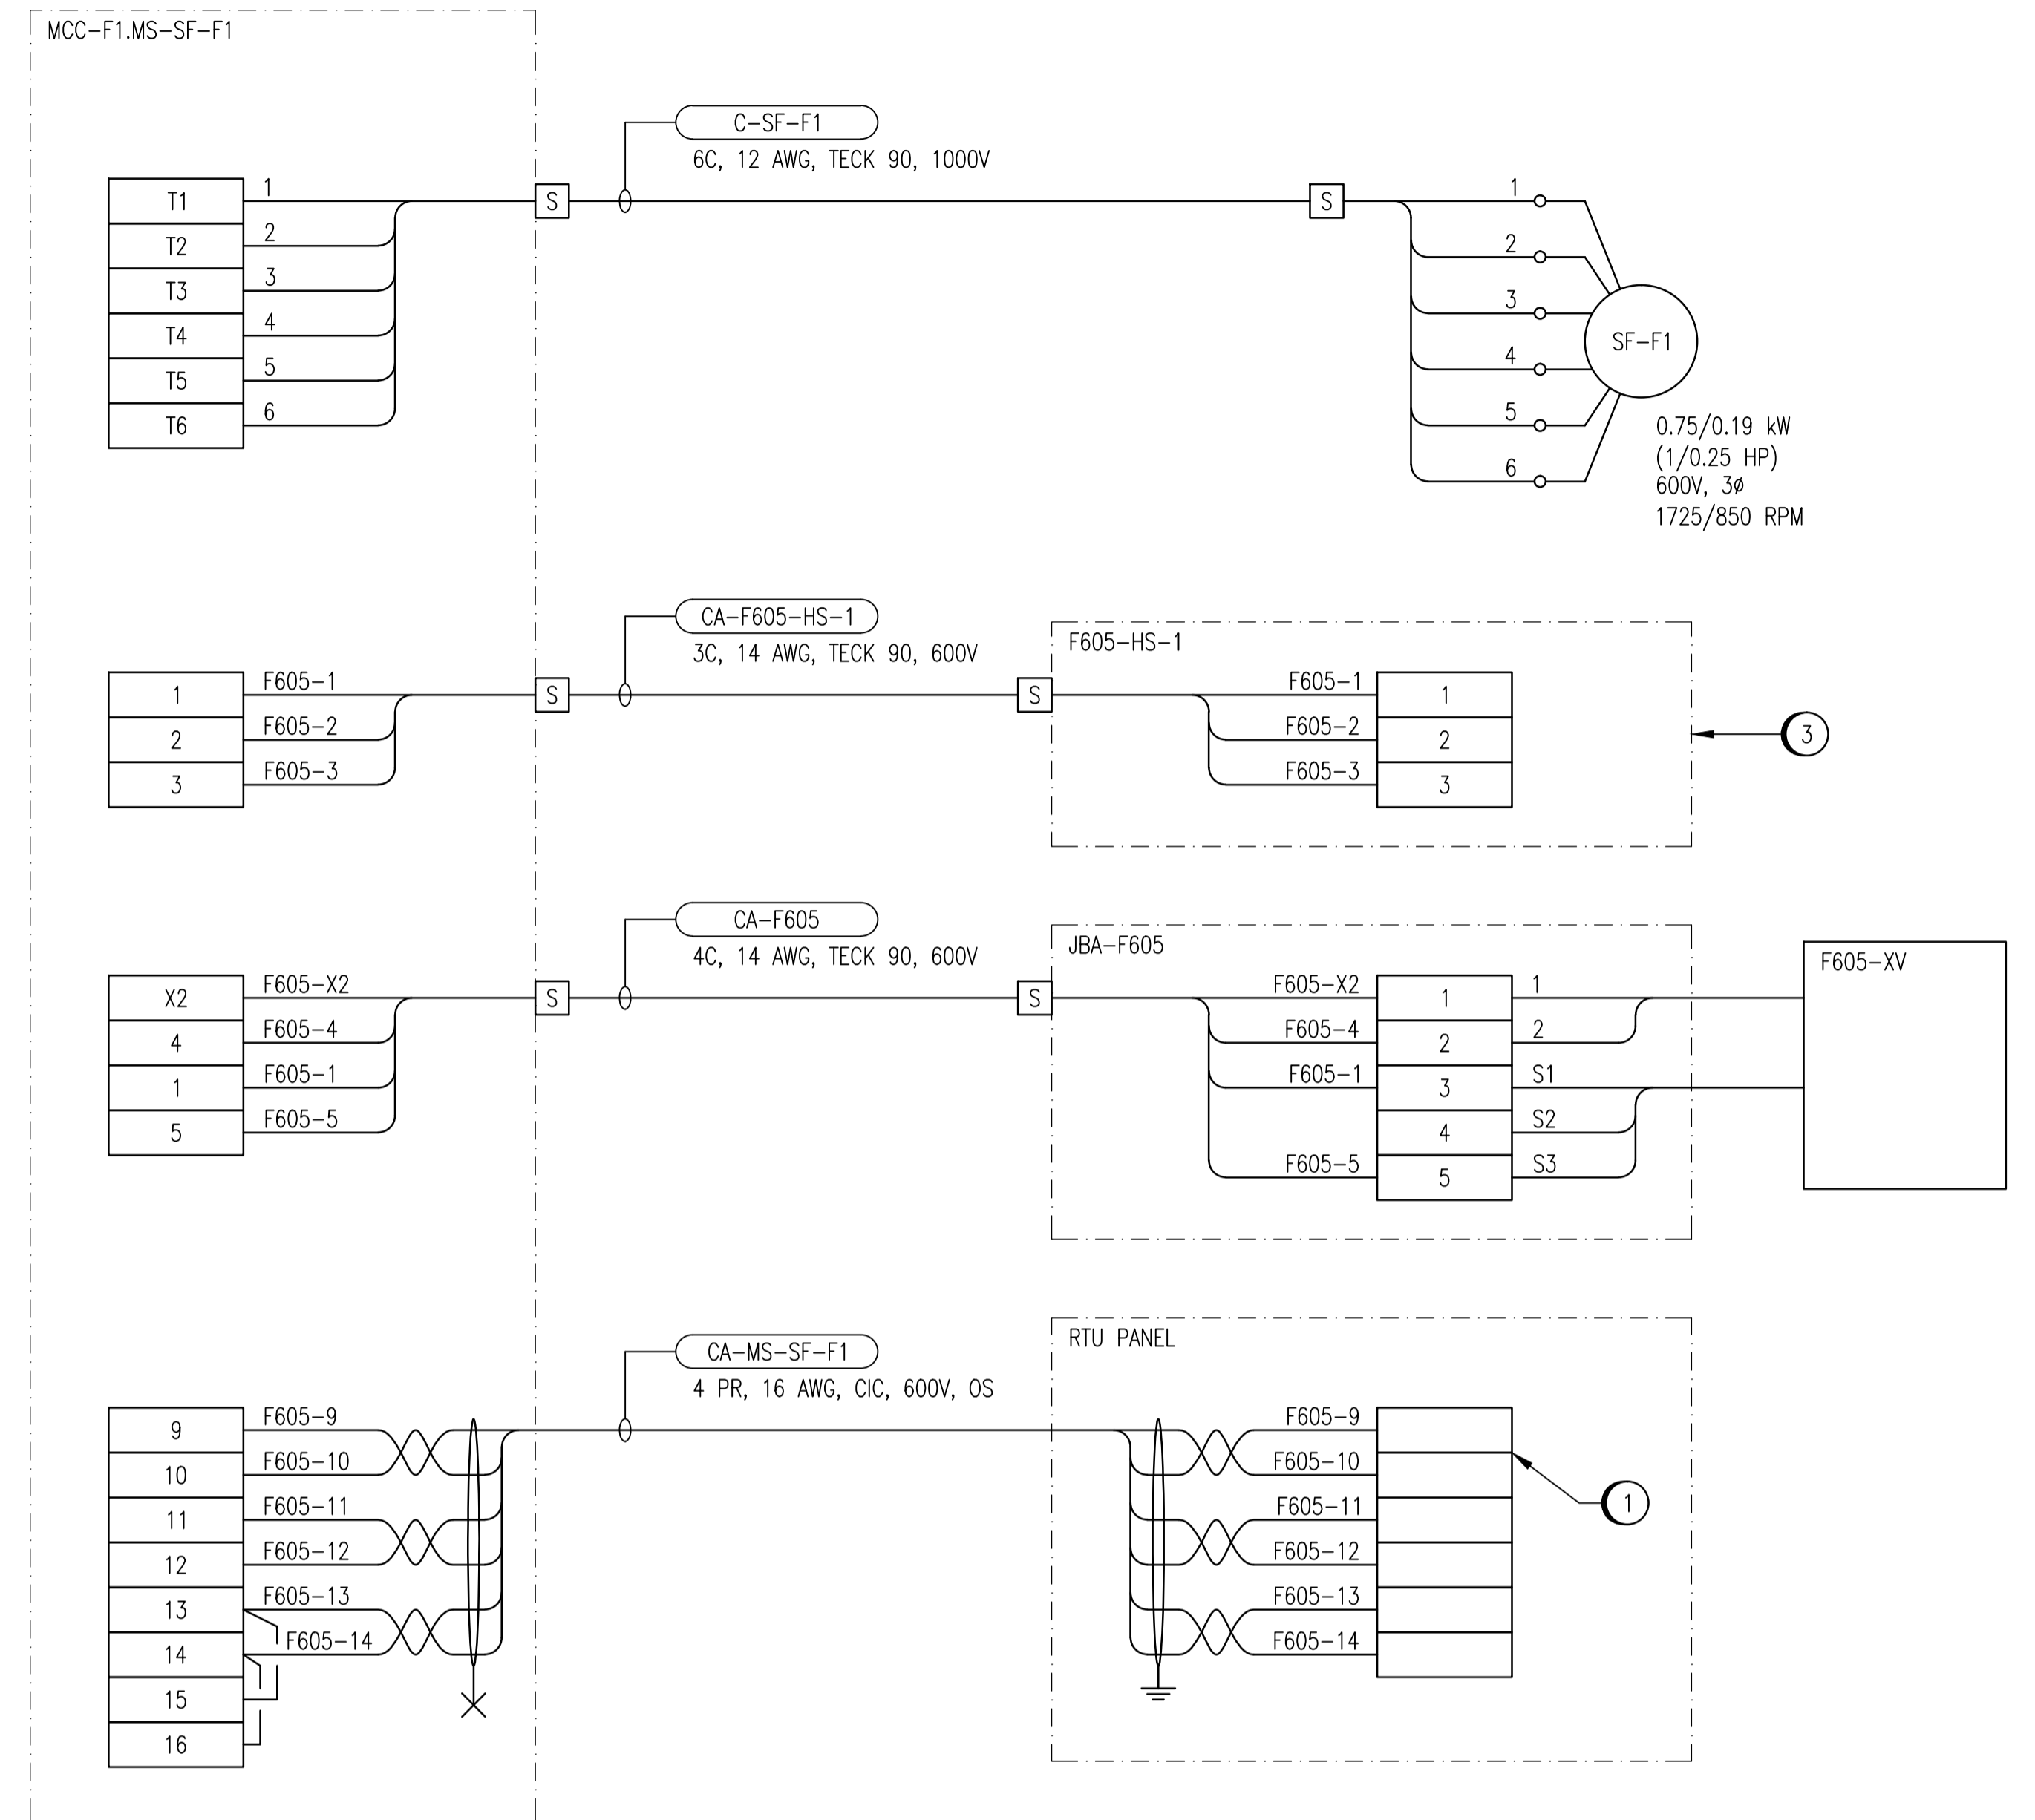 MCC-F1.MS-SF-F1
C-SF-F1
6C, 12 AWG, TECK 90, 1000V
T1 1 S S 1
T2 2 2
T3 3 3
T4 4 4
T5 5 5
T6 6 6
SF-F1
0.75/0.19 kW
(1/0.25 HP)
600V, 3ø
1725/850 RPM
CA-F605-HS-1
3C, 14 AWG, TECK 90, 600V
F605-HS-1
1 F605-1 S S F605-1 1
2 F605-2 F605-2 2
3 F605-3 F605-3 3
3
CA-F605
4C, 14 AWG, TECK 90, 600V
JBA-F605
F605-XV
X2 F605-X2 S S F605-X2 1 1
4 F605-4 F605-4 2 2
1 F605-1 F605-1 3 S1
5 F605-5 4 S2
F605-5 5 S3
CA-MS-SF-F1
4 PR, 16 AWG, CIC, 600V, OS
RTU PANEL
9 F605-9 F605-9
10 F605-10 F605-10
11 F605-11 F605-11
12 F605-12 F605-12
13 F605-13 F605-13
14 F605-14 F605-14
15
16
1